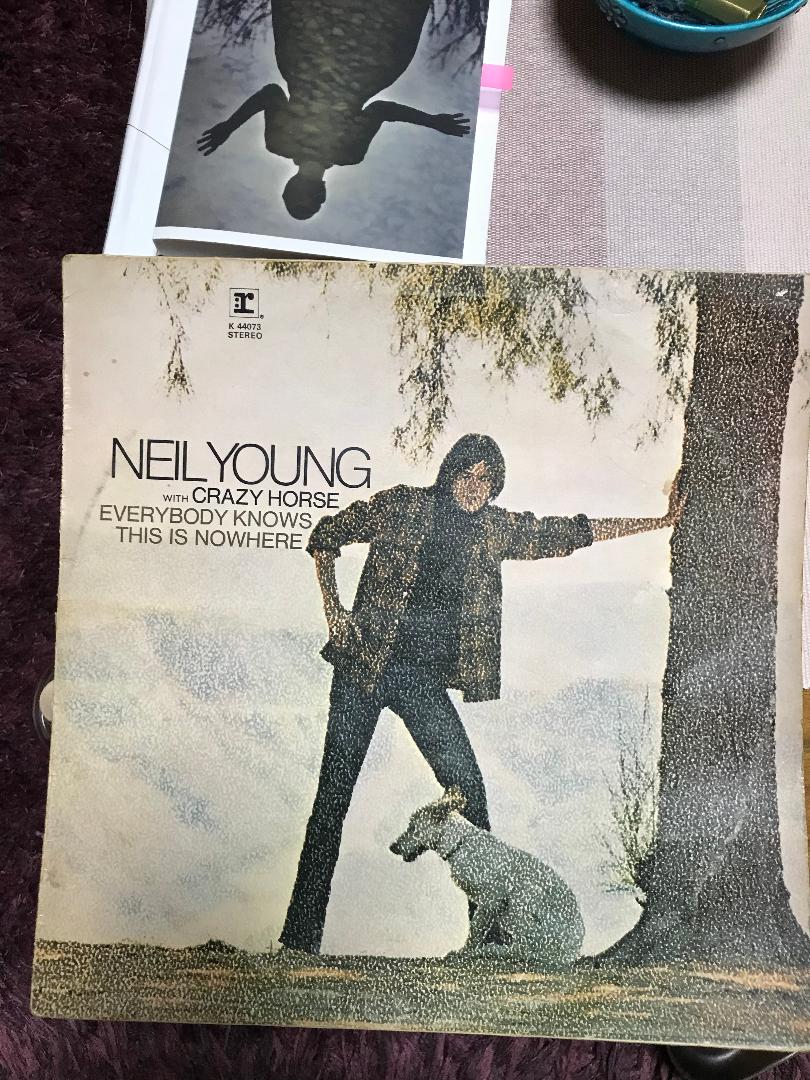 r
K 44073
STEREO
NEIL YOUNG
WITH CRAZY HORSE
EVERYBODY KNOWS
THIS IS NOWHERE